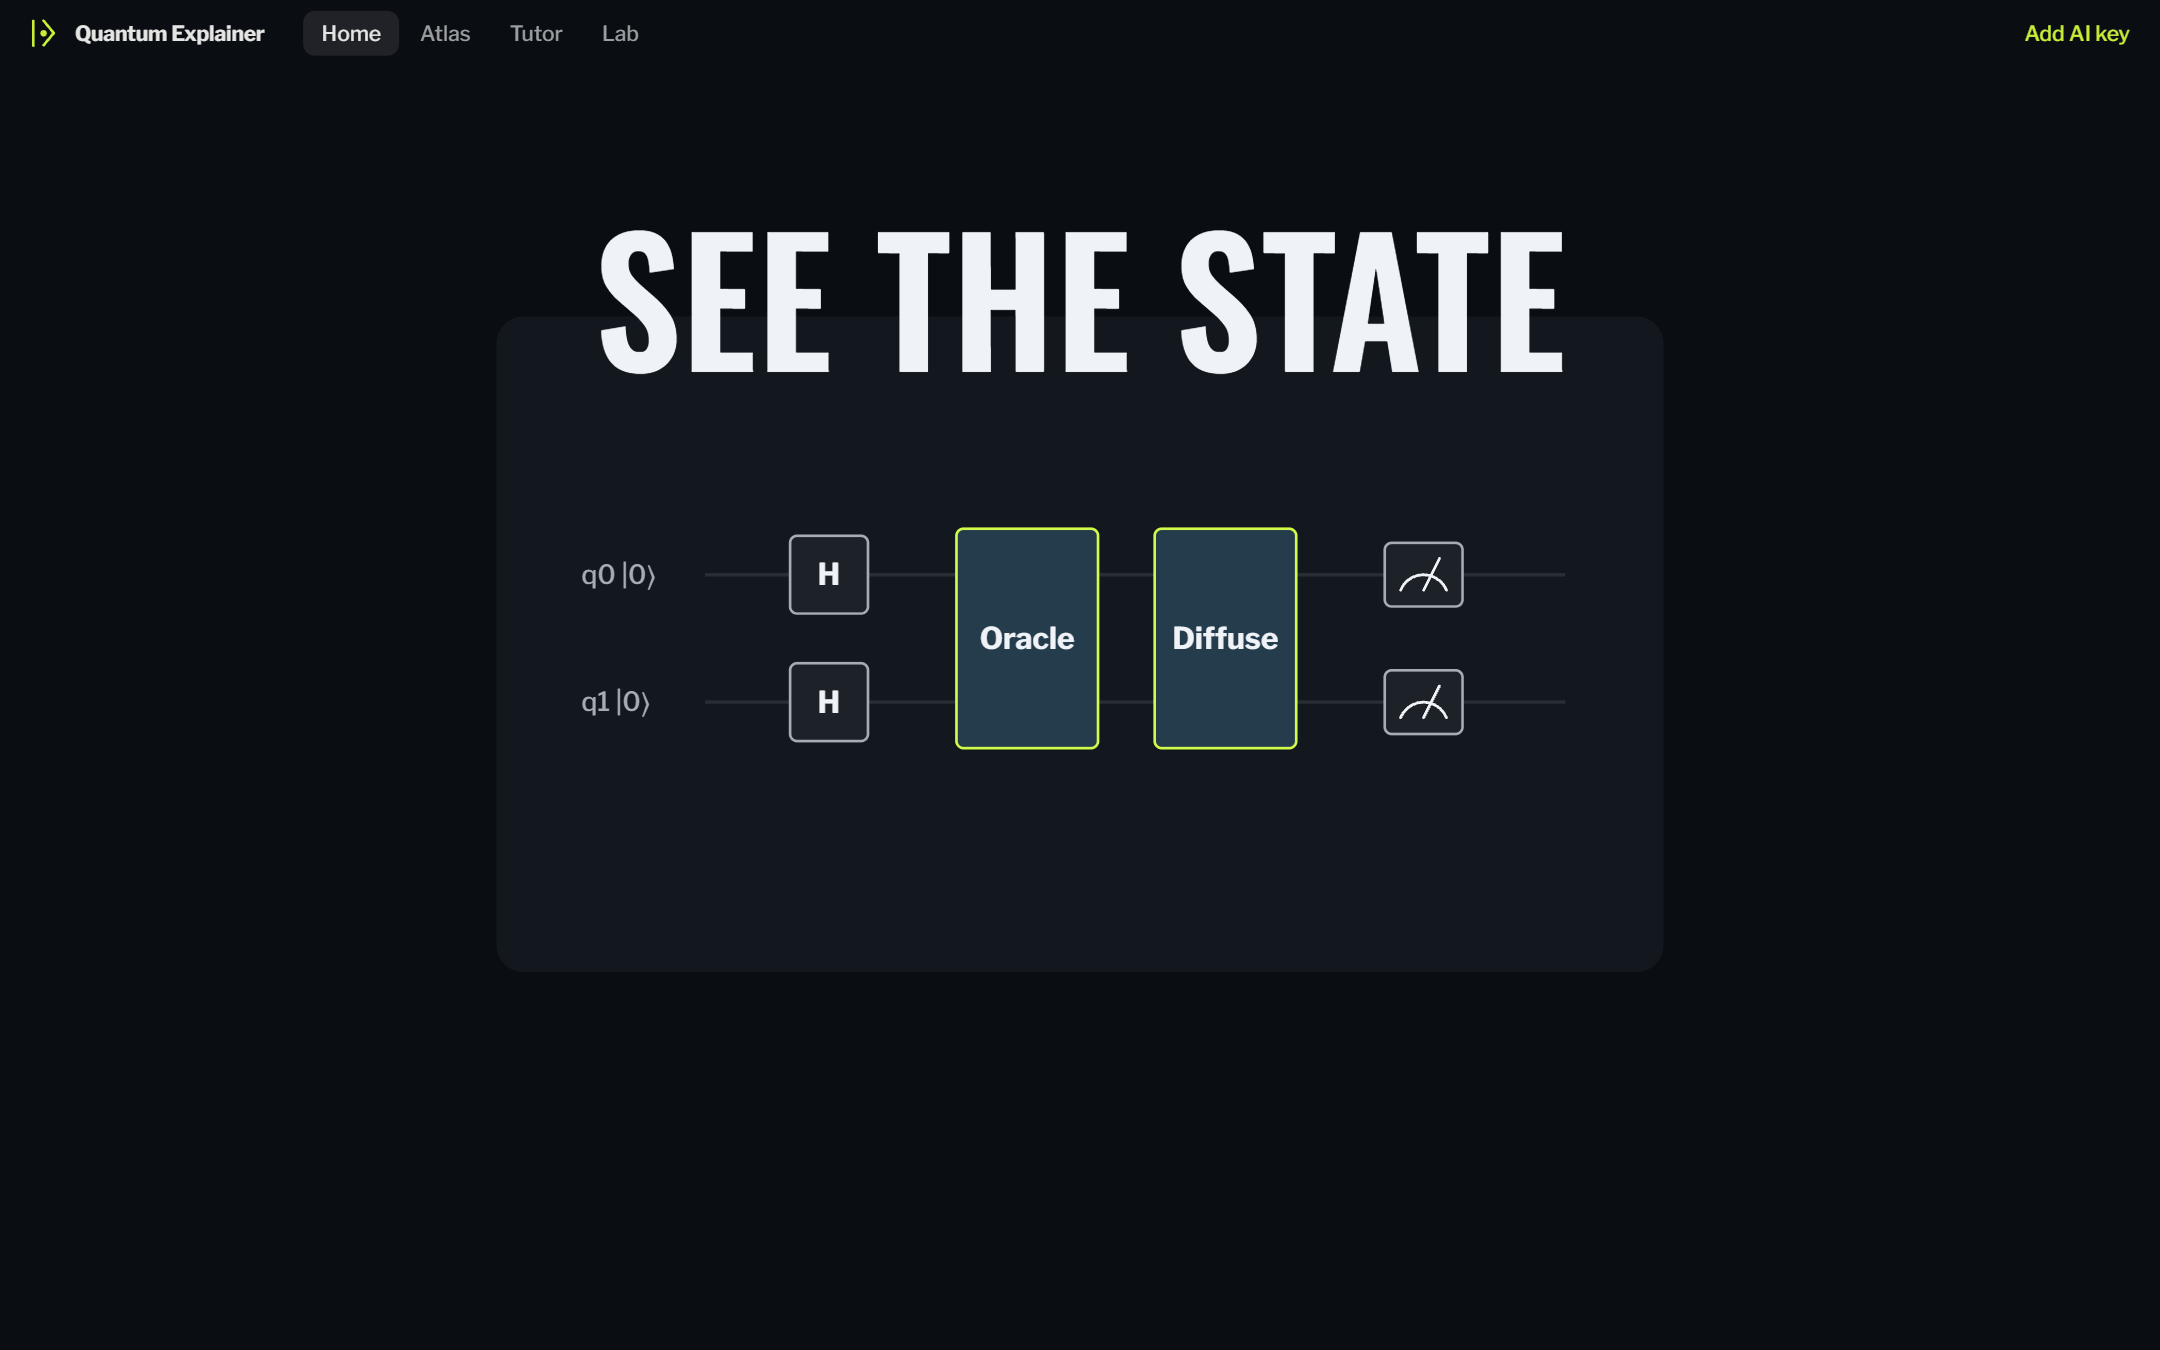 Quantum Explainer Home Atlas Tutor Lab Add AI key
SEE THE STATE
q0 |0⟩ H
Oracle Diffuse
q1 |0⟩ H